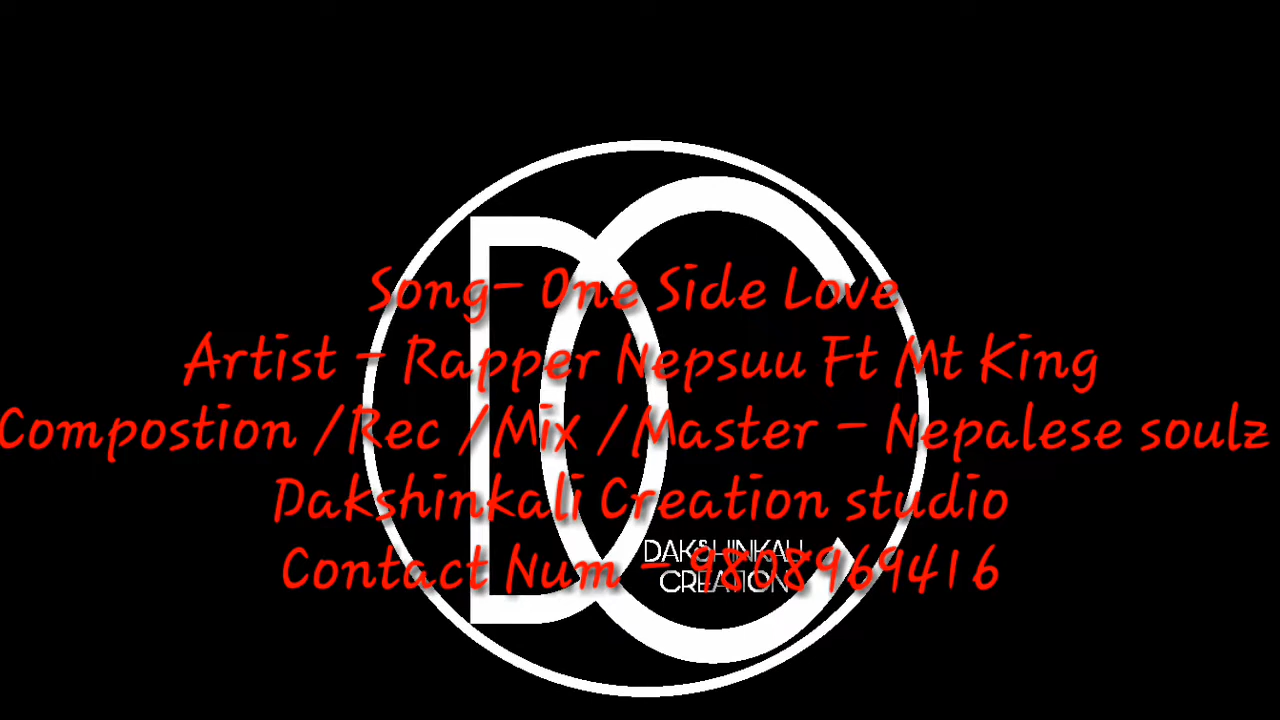 Song- One Side Love
Artist - Rapper Nepsuu Ft Mt King
Compostion /Rec /Mix /Master - Nepalese soulz
Dakshinkali Creation studio
Contact Num - 9808969416
DC
DAKSHINKALI
CREATION